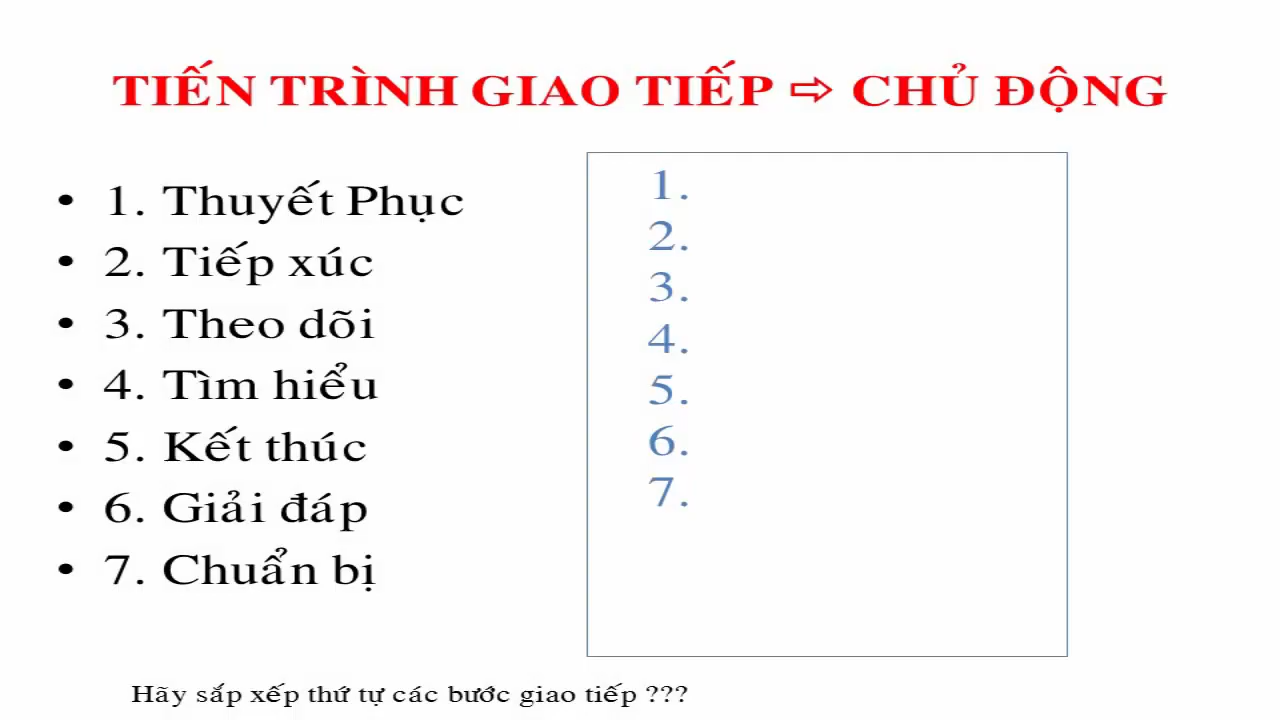 TIẾN TRÌNH GIAO TIẾP ⇨ CHỦ ĐỘNG
• 1. Thuyết Phục
• 2. Tiếp xúc
• 3. Theo dõi
• 4. Tìm hiểu
• 5. Kết thúc
• 6. Giải đáp
• 7. Chuẩn bị
1.
2.
3.
4.
5.
6.
7.
Hãy sắp xếp thứ tự các bước giao tiếp ???